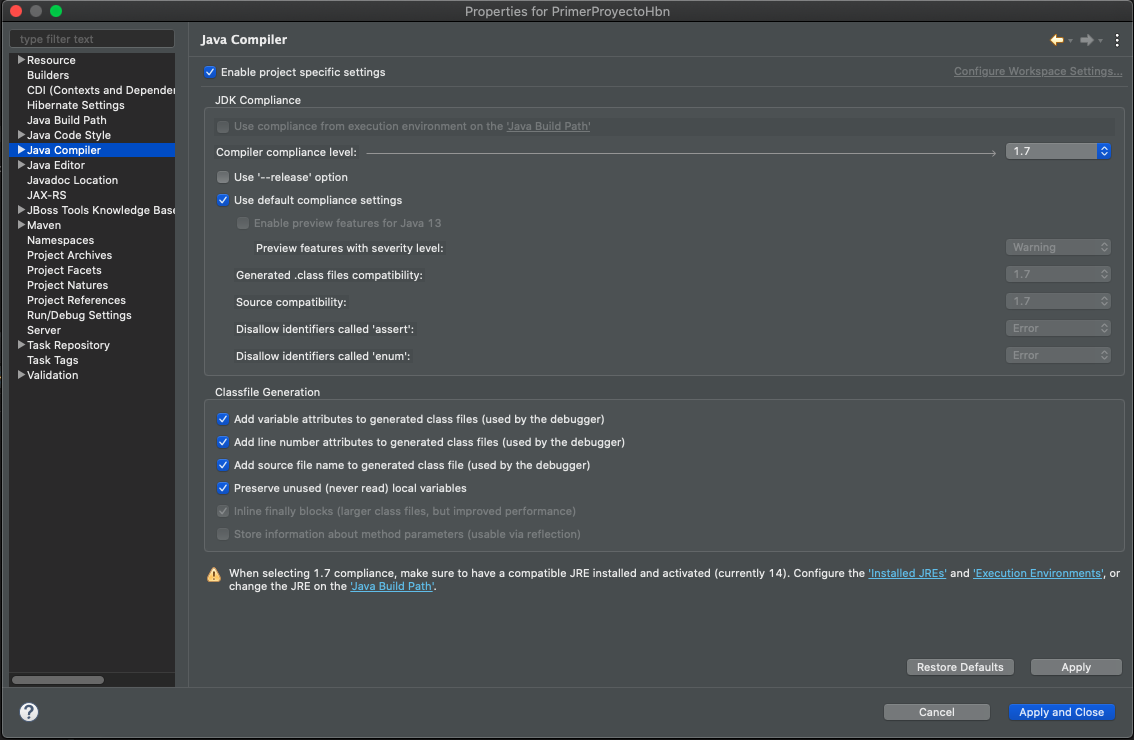 Properties for PrimerProyectoHbn
type filter text
Resource
Builders
CDI (Contexts and Depender
Hibernate Settings
Java Build Path
Java Code Style
Java Compiler
Java Editor
Javadoc Location
JAX-RS
JBoss Tools Knowledge Base
Maven
Namespaces
Project Archives
Project Facets
Project Natures
Project References
Run/Debug Settings
Server
Task Repository
Task Tags
Validation
Java Compiler
Enable project specific settings
Configure Workspace Settings...
JDK Compliance
Use compliance from execution environment on the 'Java Build Path'
Compiler compliance level: 1.7
Use '--release' option
Use default compliance settings
Enable preview features for Java 13
Preview features with severity level: Warning
Generated .class files compatibility: 1.7
Source compatibility: 1.7
Disallow identifiers called 'assert': Error
Disallow identifiers called 'enum': Error
Classfile Generation
Add variable attributes to generated class files (used by the debugger)
Add line number attributes to generated class files (used by the debugger)
Add source file name to generated class file (used by the debugger)
Preserve unused (never read) local variables
Inline finally blocks (larger class files, but improved performance)
Store information about method parameters (usable via reflection)
When selecting 1.7 compliance, make sure to have a compatible JRE installed and activated (currently 14). Configure the 'Installed JREs' and 'Execution Environments', or
change the JRE on the 'Java Build Path'.
Restore Defaults
Apply
?
Cancel
Apply and Close